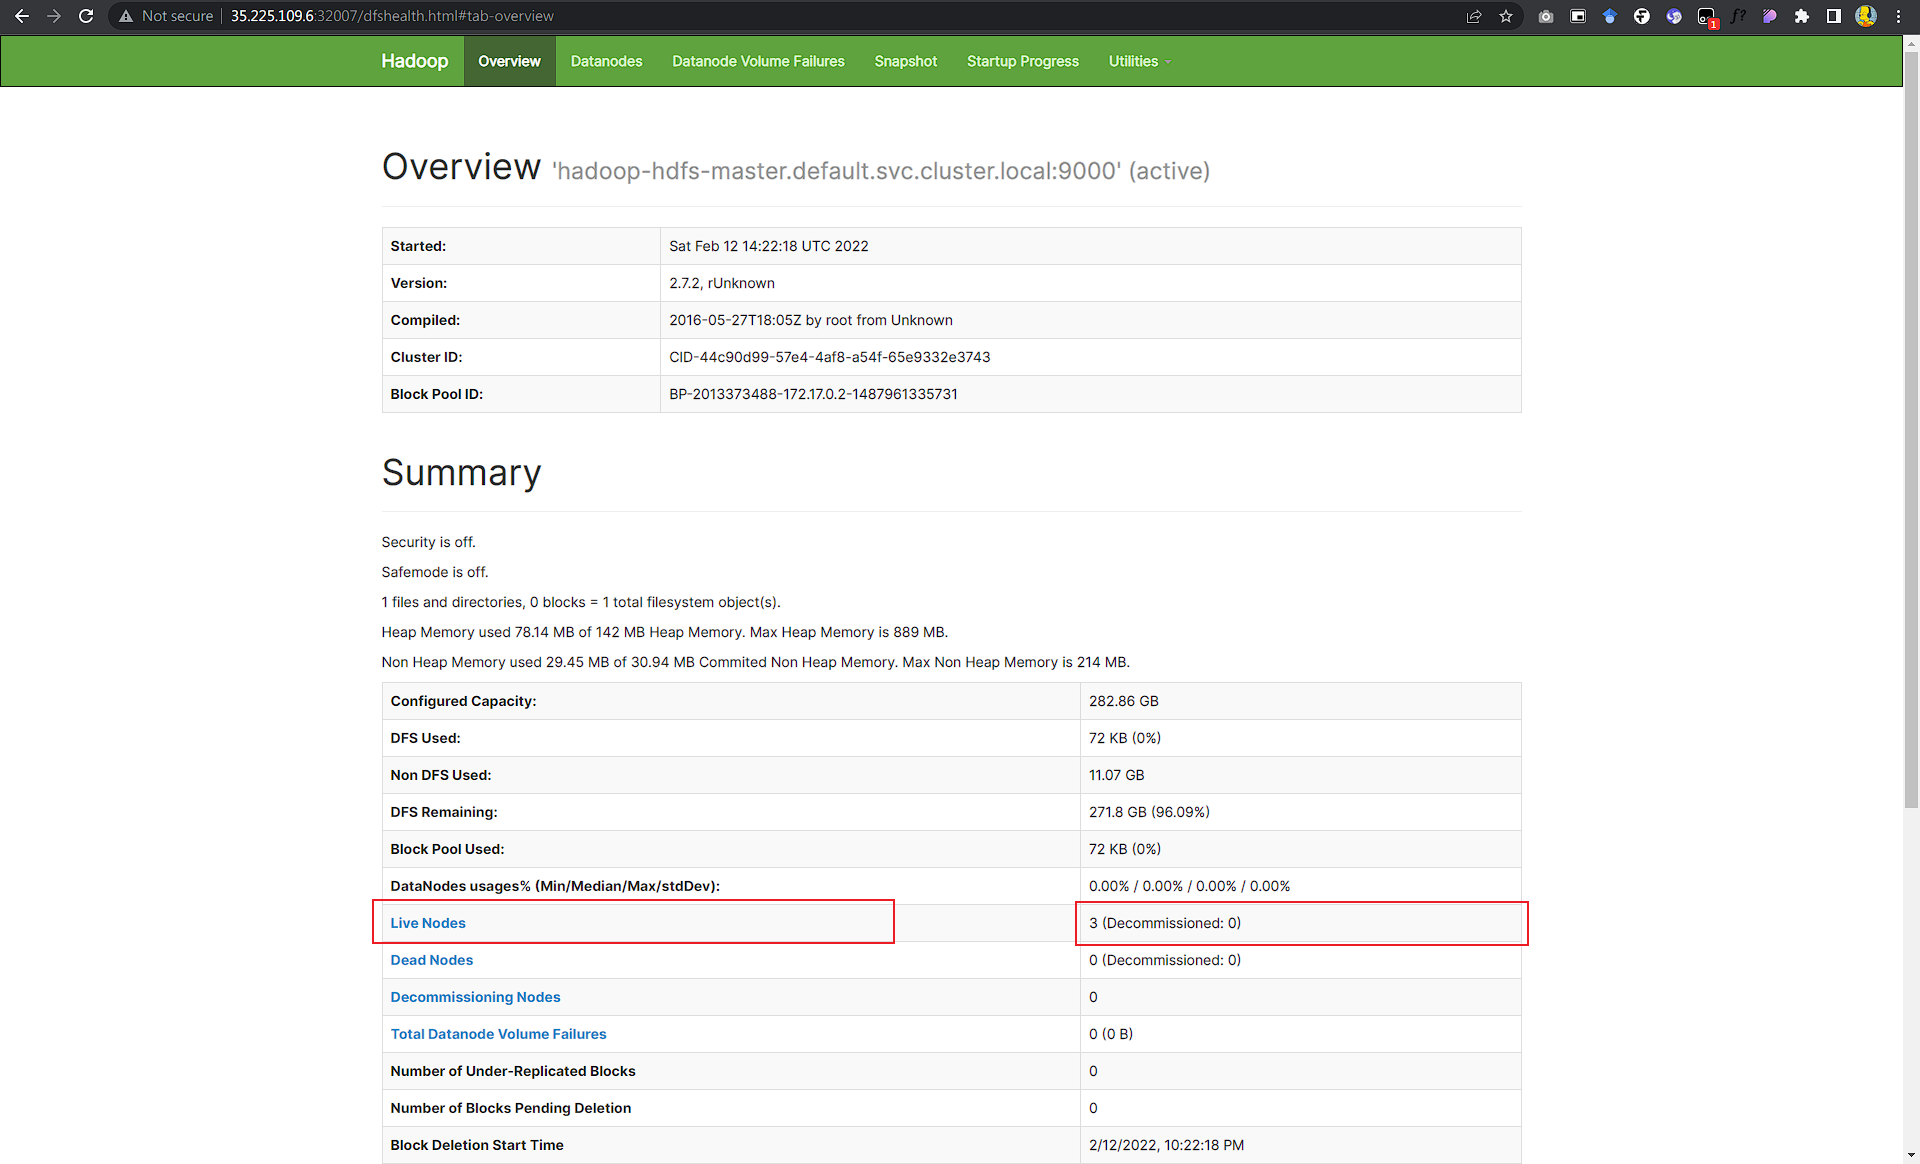 Not secure | 35.225.109.6:32007/dfshealth.html#tab-overview
1
f?
Hadoop Overview Datanodes Datanode Volume Failures Snapshot Startup Progress Utilities
Overview 'hadoop-hdfs-master.default.svc.cluster.local:9000' (active)
Started: Sat Feb 12 14:22:18 UTC 2022
Version: 2.7.2, rUnknown
Compiled: 2016-05-27T18:05Z by root from Unknown
Cluster ID: CID-44c90d99-57e4-4af8-a54f-65e9332e3743
Block Pool ID: BP-2013373488-172.17.0.2-1487961335731
Summary
Security is off.
Safemode is off.
1 files and directories, 0 blocks = 1 total filesystem object(s).
Heap Memory used 78.14 MB of 142 MB Heap Memory. Max Heap Memory is 889 MB.
Non Heap Memory used 29.45 MB of 30.94 MB Commited Non Heap Memory. Max Non Heap Memory is 214 MB.
Configured Capacity: 282.86 GB
DFS Used: 72 KB (0%)
Non DFS Used: 11.07 GB
DFS Remaining: 271.8 GB (96.09%)
Block Pool Used: 72 KB (0%)
DataNodes usages% (Min/Median/Max/stdDev): 0.00% / 0.00% / 0.00% / 0.00%
Live Nodes 3 (Decommissioned: 0)
Dead Nodes 0 (Decommissioned: 0)
Decommissioning Nodes 0
Total Datanode Volume Failures 0 (0 B)
Number of Under-Replicated Blocks 0
Number of Blocks Pending Deletion 0
Block Deletion Start Time 2/12/2022, 10:22:18 PM